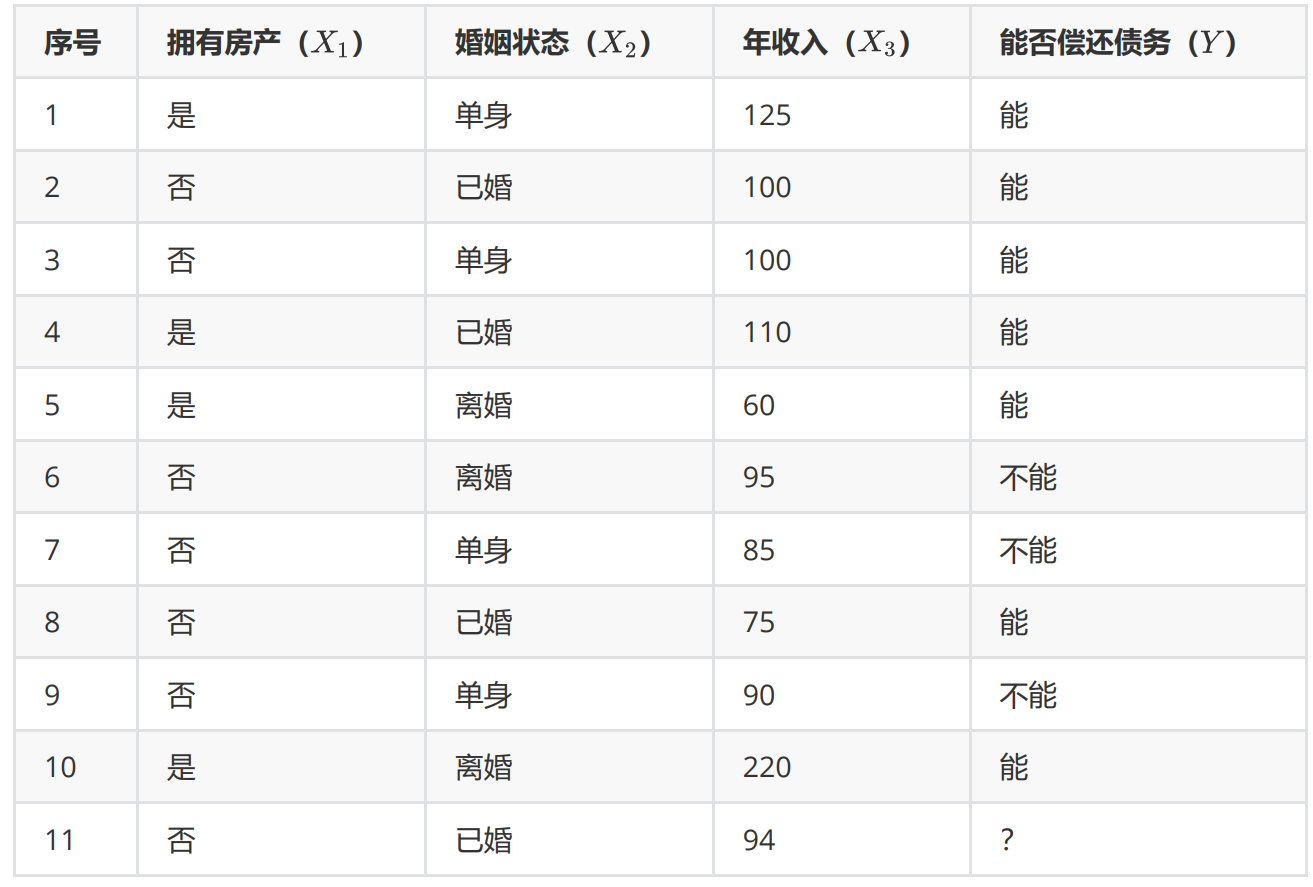 序号 拥有房产（X₁） 婚姻状态（X₂） 年收入（X₃） 能否偿还债务（Y）
1 是 单身 125 能
2 否 已婚 100 能
3 否 单身 100 能
4 是 已婚 110 能
5 是 离婚 60 能
6 否 离婚 95 不能
7 否 单身 85 不能
8 否 已婚 75 能
9 否 单身 90 不能
10 是 离婚 220 能
11 否 已婚 94 ？